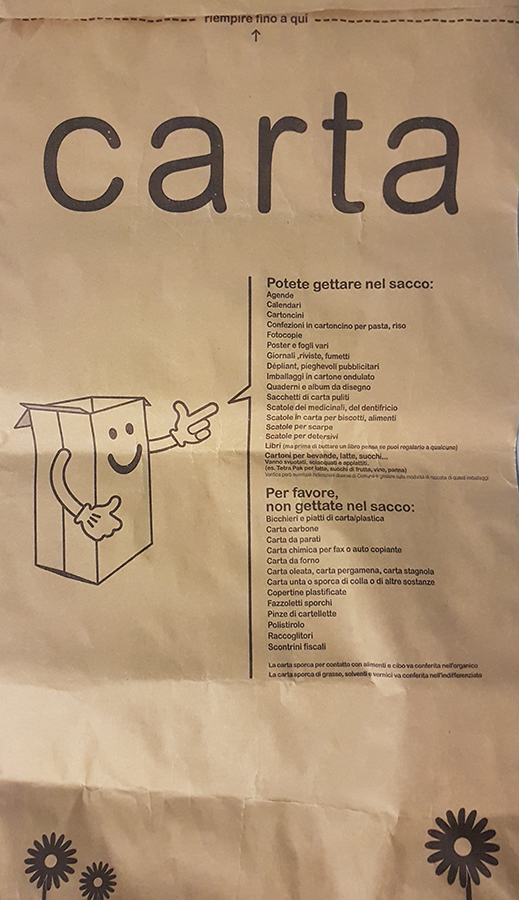 riempire fino a qui
↑
carta
Potete gettare nel sacco:
Agende
Calendari
Cartoncini
Confezioni in cartoncino per pasta, riso
Fotocopie
Poster e fogli vari
Giornali ,riviste, fumetti
Dépliant, pieghevoli pubblicitari
Imballaggi in cartone ondulato
Quaderni e album da disegno
Sacchetti di carta puliti
Scatole dei medicinali, del dentifricio
Scatole in carta per biscotti, alimenti
Scatole per scarpe
Scatole per detersivi
Libri (ma prima di buttare un libro pensa se puoi regalarlo a qualcuno)
Cartoni per bevande, latte, succhi...
Vanno svuotati, sciacquati e appiattiti.
(es. Tetra Pak per latte, succhi di frutta, vino, panna)
Per favore,
non gettate nel sacco:
Bicchieri e piatti di carta/plastica
Carta carbone
Carta da parati
Carta chimica per fax o auto copiante
Carta da forno
Carta oleata, carta pergamena, carta stagnola
Carta unta o sporca di colla o di altre sostanze
Copertine plastificate
Fazzoletti sporchi
Pinze di cartellette
Polistirolo
Raccoglitori
Scontrini fiscali
La carta sporca per contatto con alimenti e cibo va conferita nell'organico
La carta sporca di grasso, solventi e vernici va conferita nell'indifferenziato